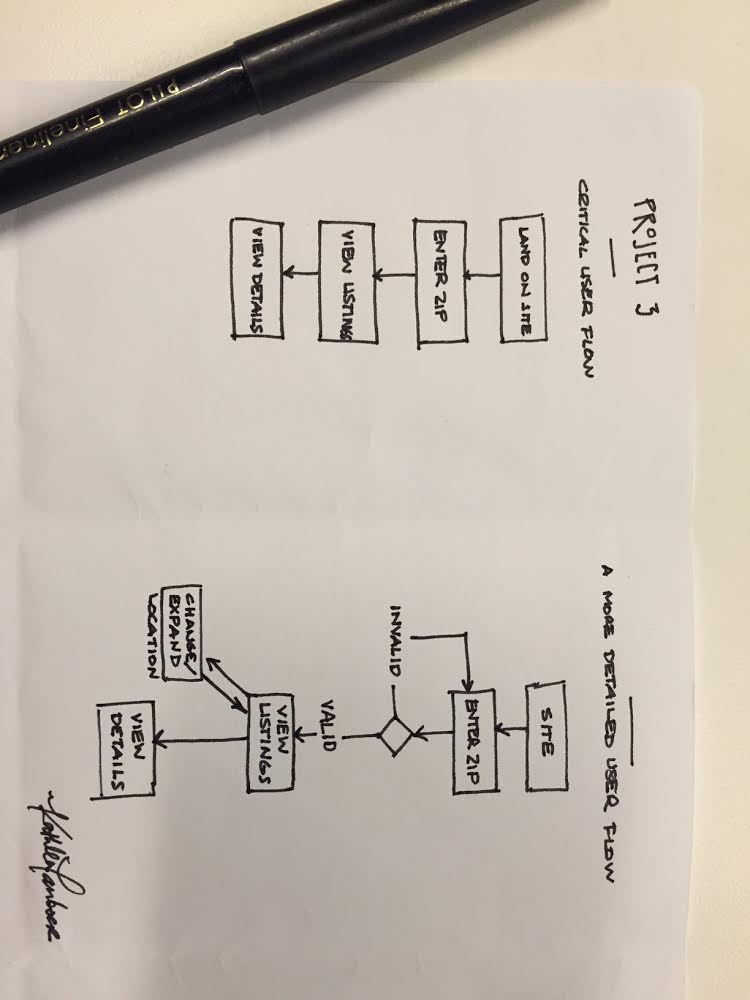 PILOT Fineliner
PROJECT 3
CRITICAL USER FLOW
LAND ON SITE
ENTER ZIP
VIEW LISTINGS
VIEW DETAILS
A MORE DETAILED USER FLOW
SITE
ENTER ZIP
INVALID
VALID
VIEW
LISTINGS
CHANGE/
EXPAND
LOCATION
VIEW
DETAILS